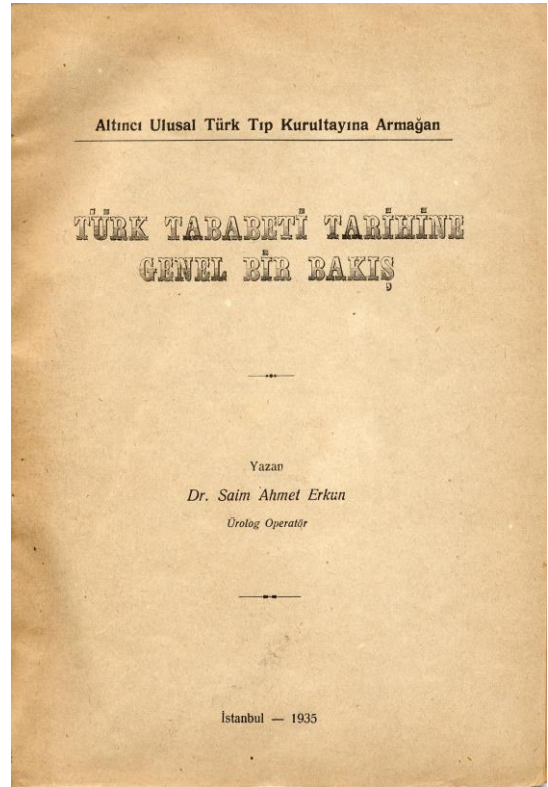 Altıncı Ulusal Türk Tıp Kurultayına Armağan
TÜRK TABABETİ TARİHİNE
GENEL BİR BAKIŞ
Yazan
Dr. Saim Ahmet Erkun
Ürolog Operatör
İstanbul — 1935